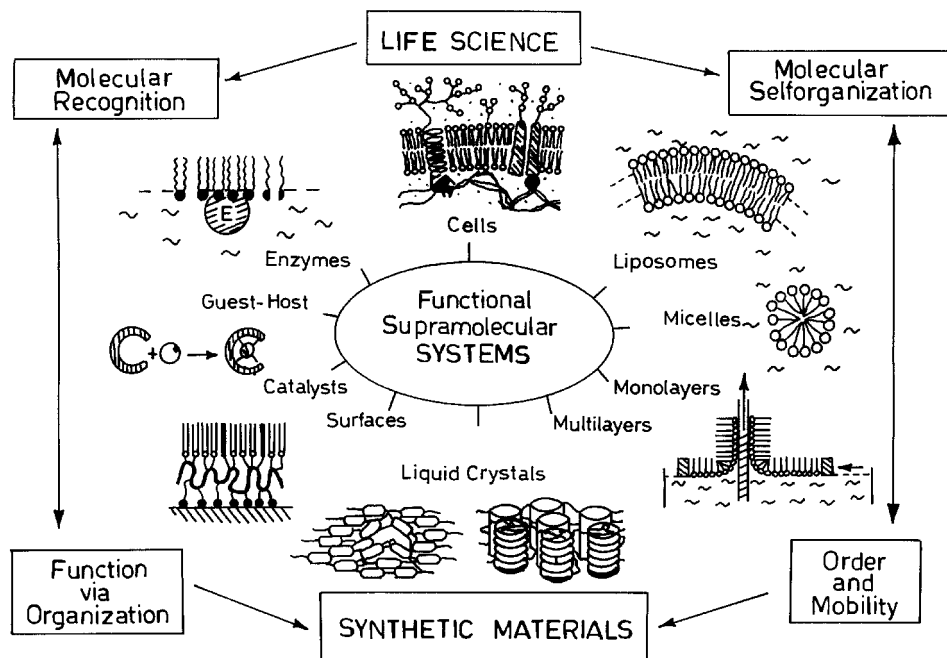 LIFE SCIENCE
Molecular
Recognition
Molecular
Selforganization
E
Cells
Enzymes
Liposomes
Guest-Host
Functional
Supramolecular
SYSTEMS
Micelles
+
Catalysts
Monolayers
Surfaces
Multilayers
Liquid Crystals
Function
via
Organization
Order
and
Mobility
SYNTHETIC MATERIALS